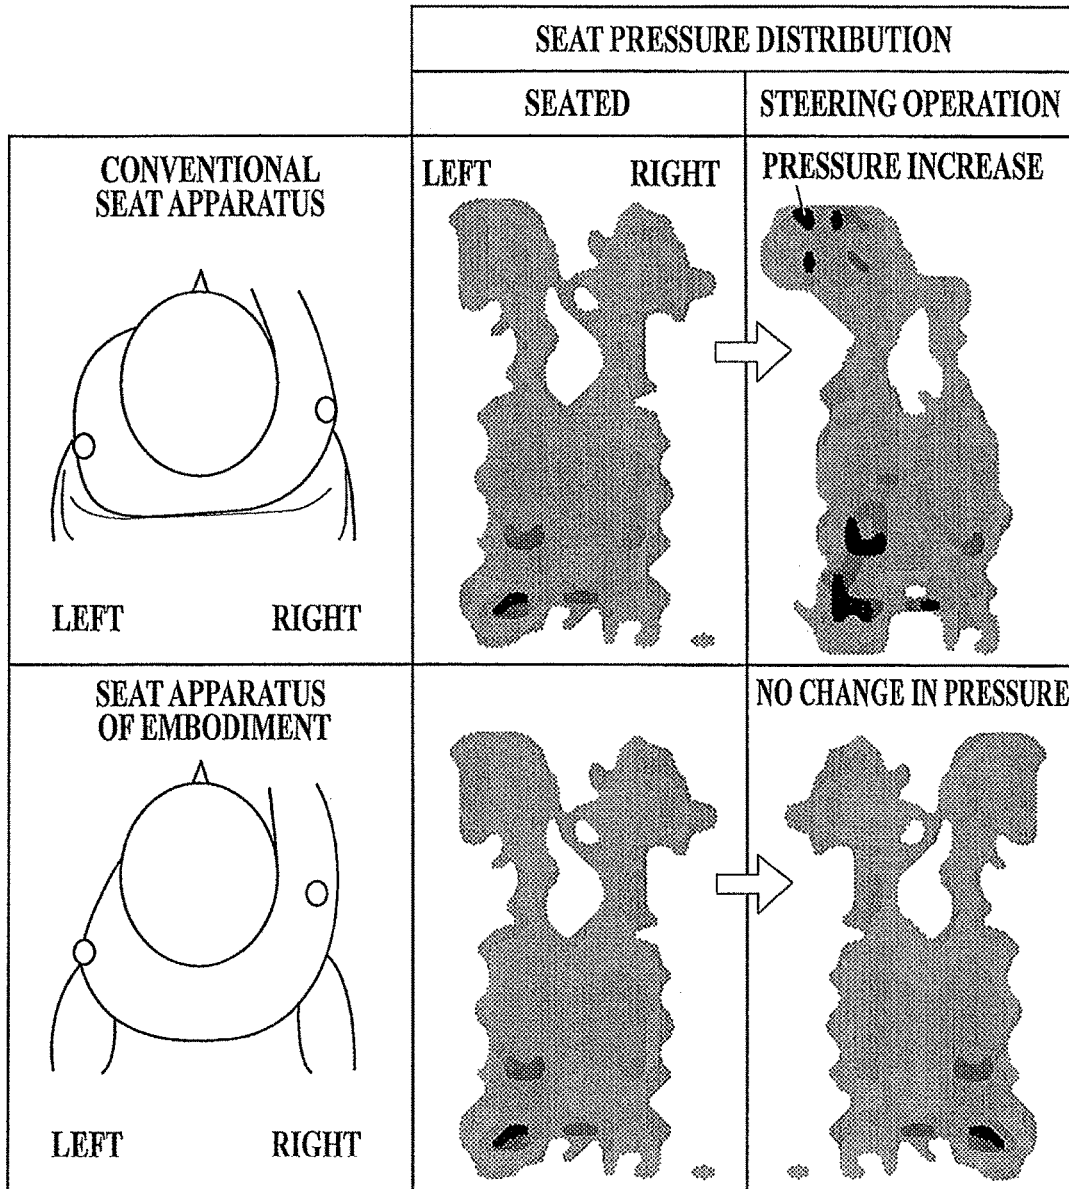 SEAT PRESSURE DISTRIBUTION
SEATED
STEERING OPERATION
CONVENTIONAL
SEAT APPARATUS
LEFT
RIGHT
LEFT
RIGHT
PRESSURE INCREASE
SEAT APPARATUS
OF EMBODIMENT
LEFT
RIGHT
NO CHANGE IN PRESSURE